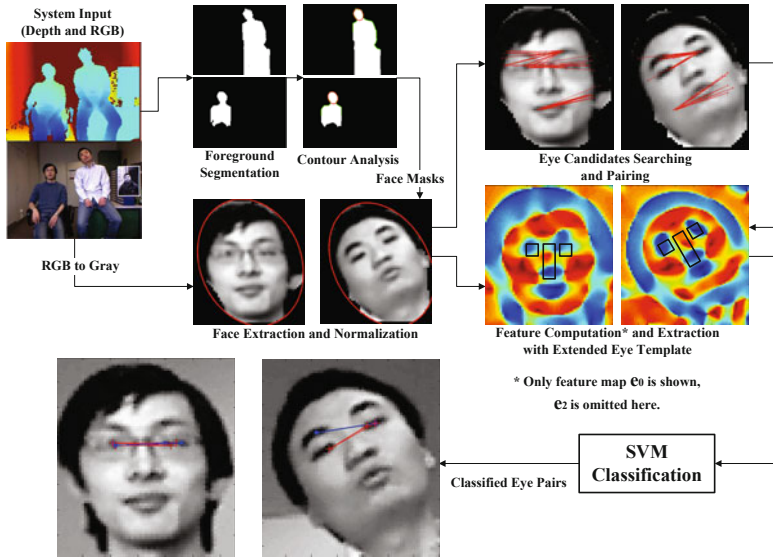 System Input
(Depth and RGB)
Foreground
Segmentation
Contour Analysis
Face Masks
Eye Candidates Searching
and Pairing
RGB to Gray
Face Extraction and Normalization
Feature Computation* and Extraction
with Extended Eye Template
* Only feature map e0 is shown,
e2 is omitted here.
SVM
Classification
Classified Eye Pairs